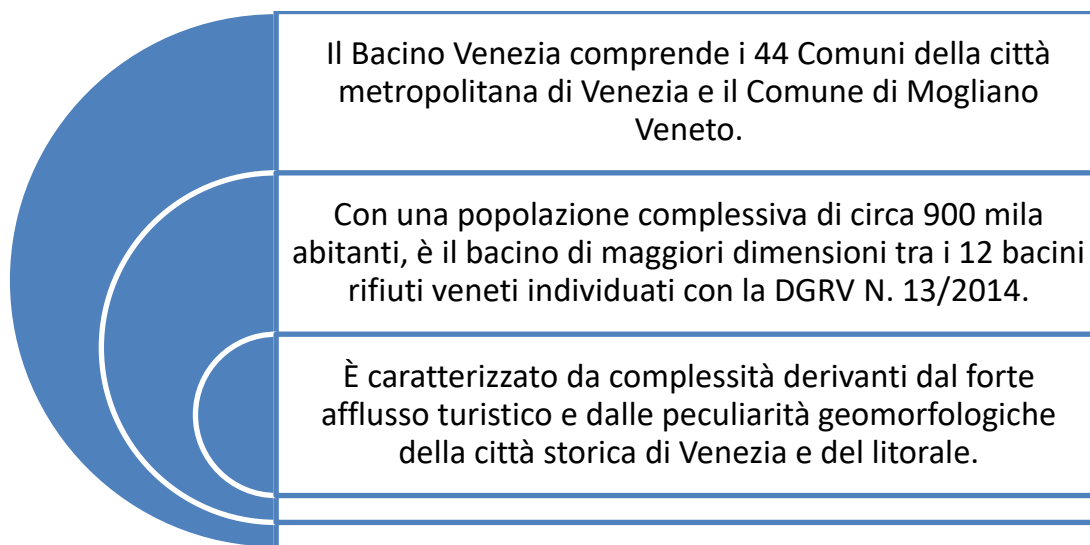 Il Bacino Venezia comprende i 44 Comuni della città
metropolitana di Venezia e il Comune di Mogliano
Veneto.
Con una popolazione complessiva di circa 900 mila
abitanti, è il bacino di maggiori dimensioni tra i 12 bacini
rifiuti veneti individuati con la DGRV N. 13/2014.
È caratterizzato da complessità derivanti dal forte
afflusso turistico e dalle peculiarità geomorfologiche
della città storica di Venezia e del litorale.